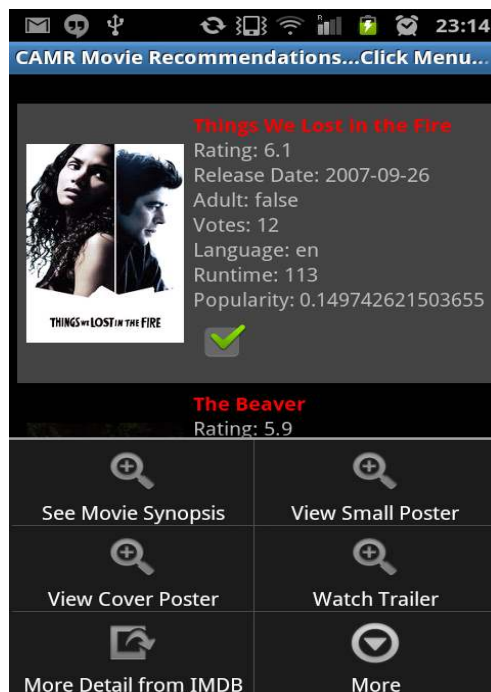 23:14
CAMR Movie Recommendations...Click Menu...
Things We Lost in the Fire
Rating: 6.1
Release Date: 2007-09-26
Adult: false
Votes: 12
Language: en
Runtime: 113
Popularity: 0.149742621503655
THINGS WE LOST IN THE FIRE
The Beaver
Rating: 5.9
See Movie Synopsis
View Small Poster
View Cover Poster
Watch Trailer
More Detail from IMDB
More